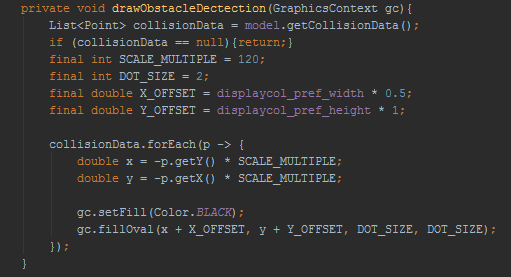 private void drawObstacleDectection(GraphicsContext gc){
    List<Point> collisionData = model.getCollisionData();
    if (collisionData == null){return;}
    final int SCALE_MULTIPLE = 120;
    final int DOT_SIZE = 2;
    final double X_OFFSET = displaycol_pref_width * 0.5;
    final double Y_OFFSET = displaycol_pref_height * 1;

    collisionData.forEach(p -> {
        double x = -p.getY() * SCALE_MULTIPLE;
        double y = -p.getX() * SCALE_MULTIPLE;

        gc.setFill(Color.BLACK);
        gc.fillOval(x + X_OFFSET, y + Y_OFFSET, DOT_SIZE, DOT_SIZE);
    });
}